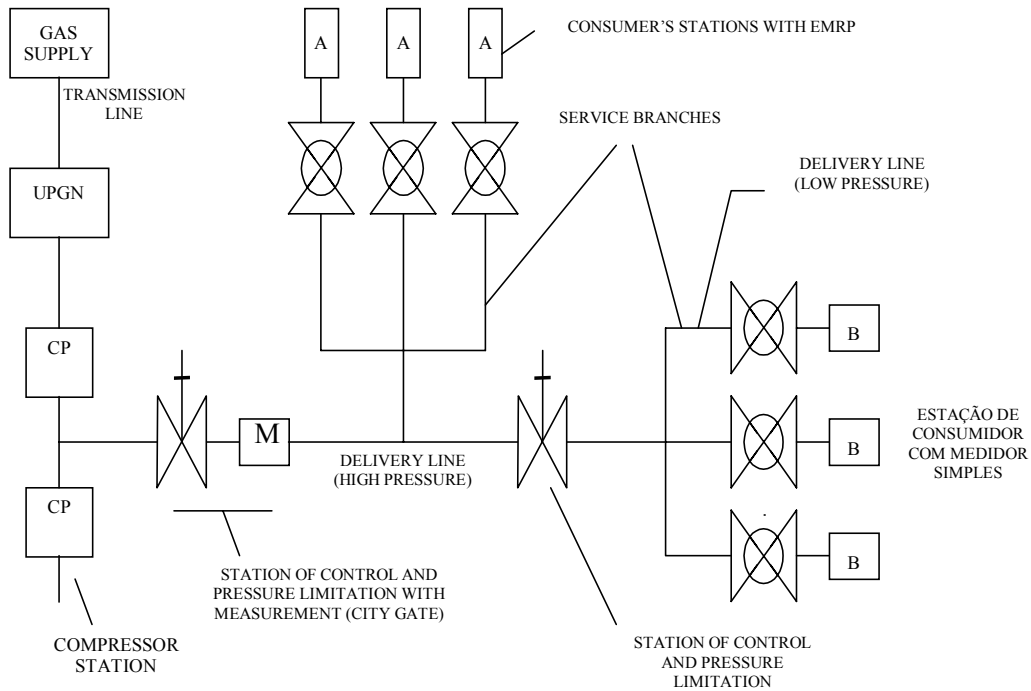 GAS
SUPPLY
A
A
A
CONSUMER'S STATIONS WITH EMRP
TRANSMISSION
LINE
SERVICE BRANCHES
DELIVERY LINE
(LOW PRESSURE)
UPGN
CP
B
M
DELIVERY LINE
(HIGH PRESSURE)
B
ESTAÇÃO DE
CONSUMIDOR
COM MEDIDOR
SIMPLES
CP
B
STATION OF CONTROL AND
PRESSURE LIMITATION WITH
MEASUREMENT (CITY GATE)
COMPRESSOR
STATION
STATION OF CONTROL
AND PRESSURE
LIMITATION